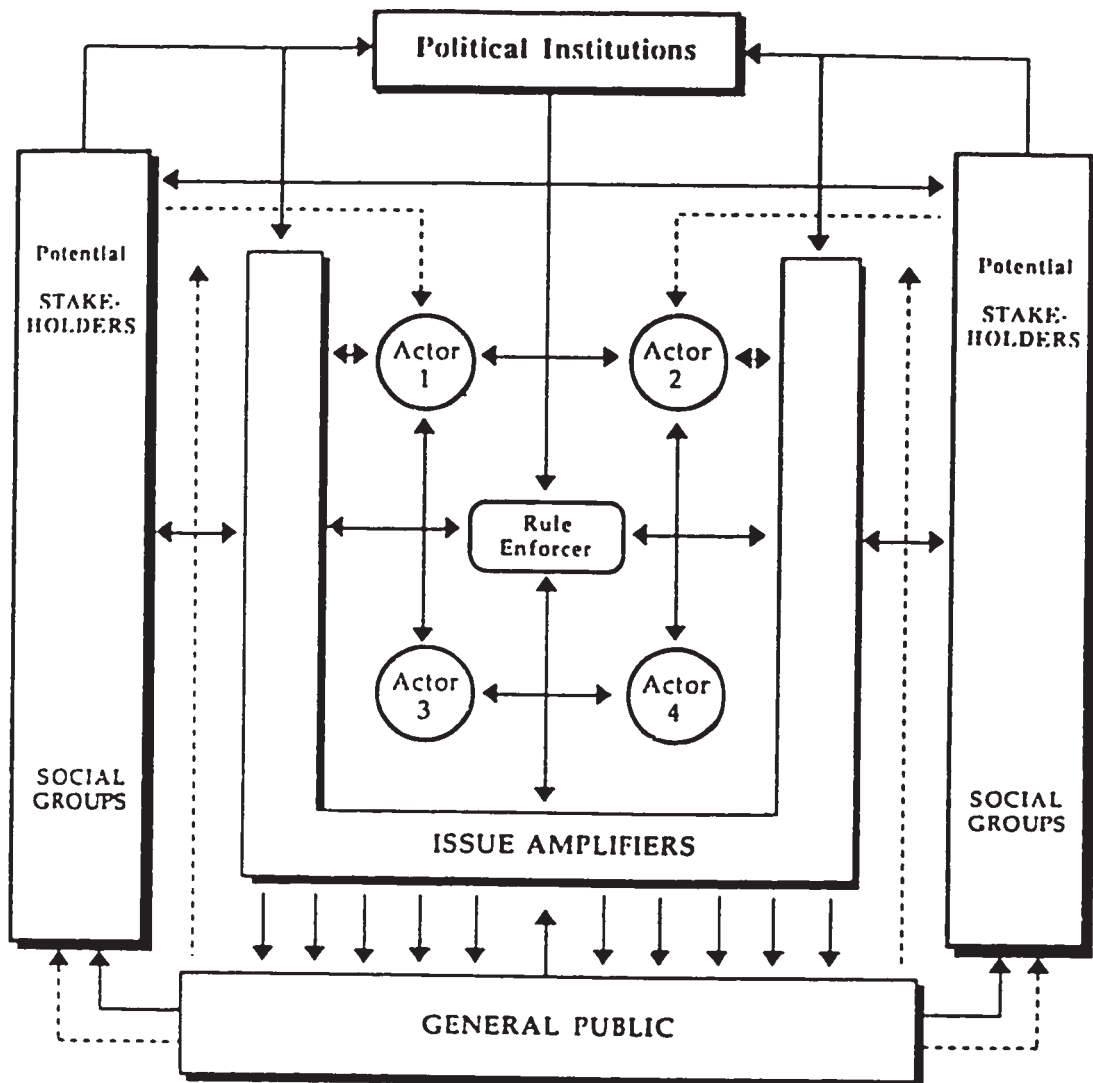 Political Institutions
Potential
STAKE-
HOLDERS
SOCIAL
GROUPS
Actor
1
Actor
2
Rule
Enforcer
Actor
3
Actor
4
ISSUE AMPLIFIERS
Potential
STAKE-
HOLDERS
SOCIAL
GROUPS
GENERAL PUBLIC